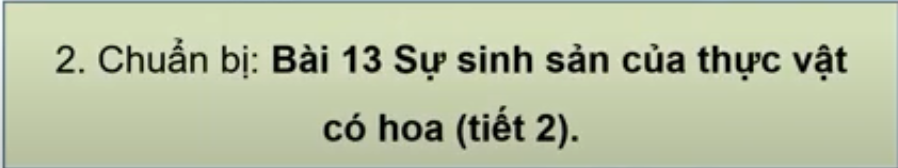 2. Chuẩn bị: Bài 13 Sự sinh sản của thực vật
có hoa (tiết 2).